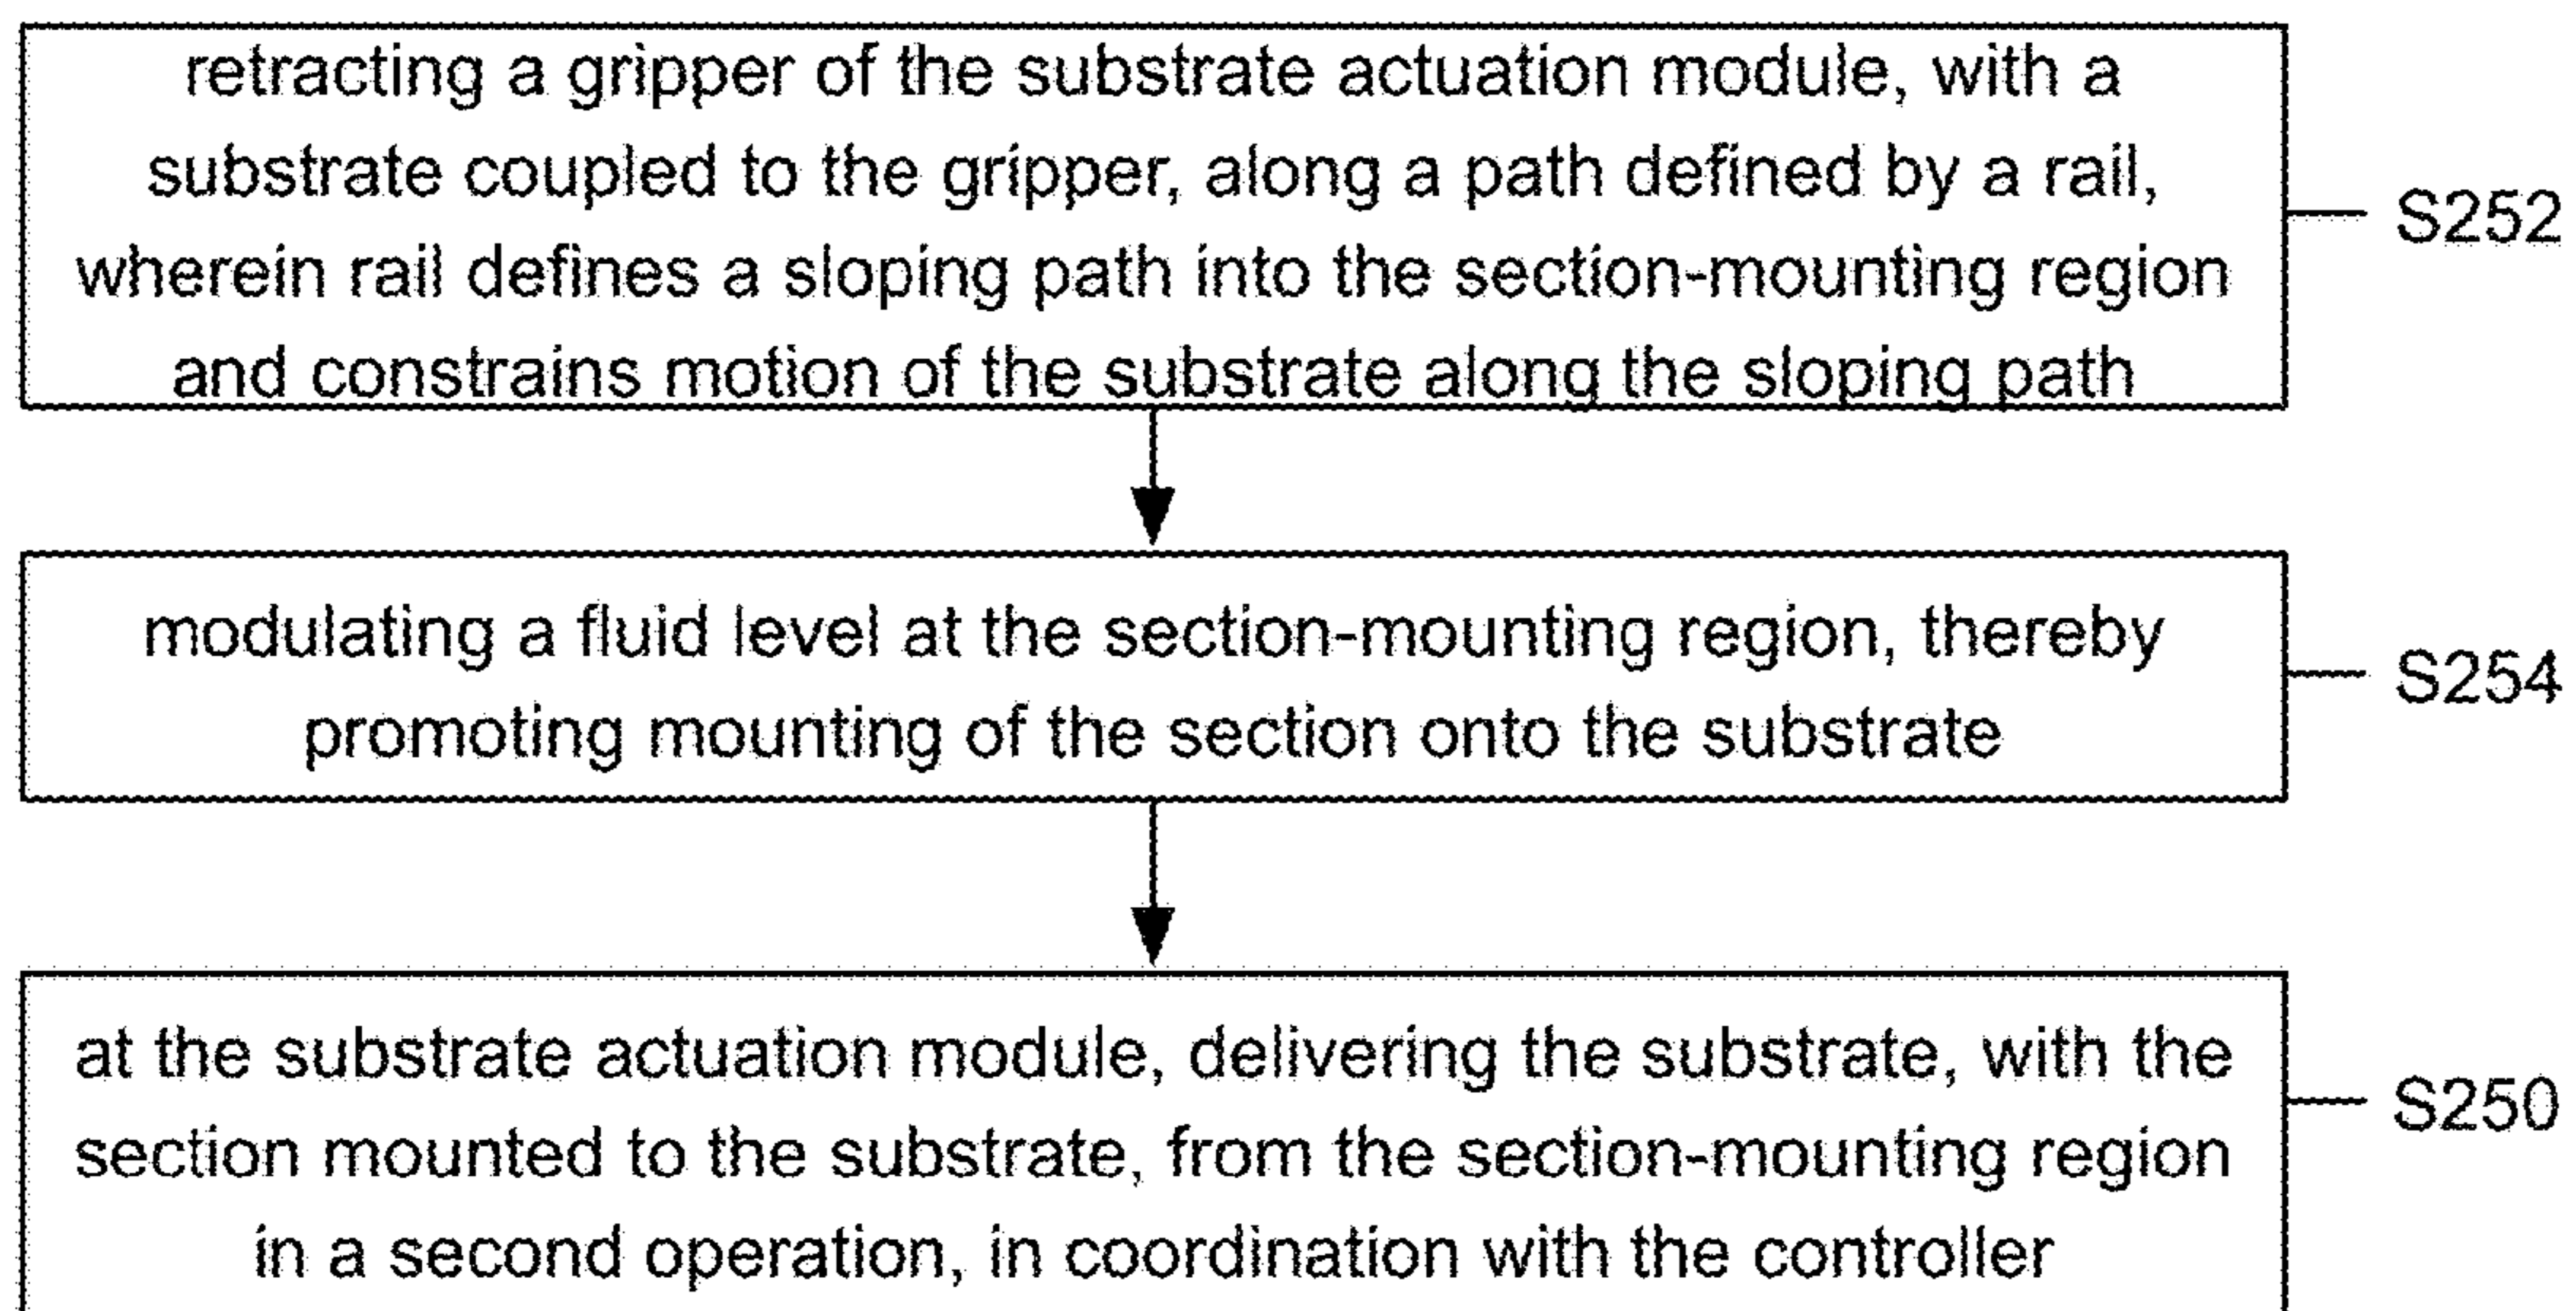 retracting a gripper of the substrate actuation module, with a
substrate coupled to the gripper, along a path defined by a rail,
wherein rail defines a sloping path into the section-mounting region
and constrains motion of the substrate along the sloping path
S252
modulating a fluid level at the section-mounting region, thereby
promoting mounting of the section onto the substrate
S254
at the substrate actuation module, delivering the substrate, with the
section mounted to the substrate, from the section-mounting region
in a second operation, in coordination with the controller
S250